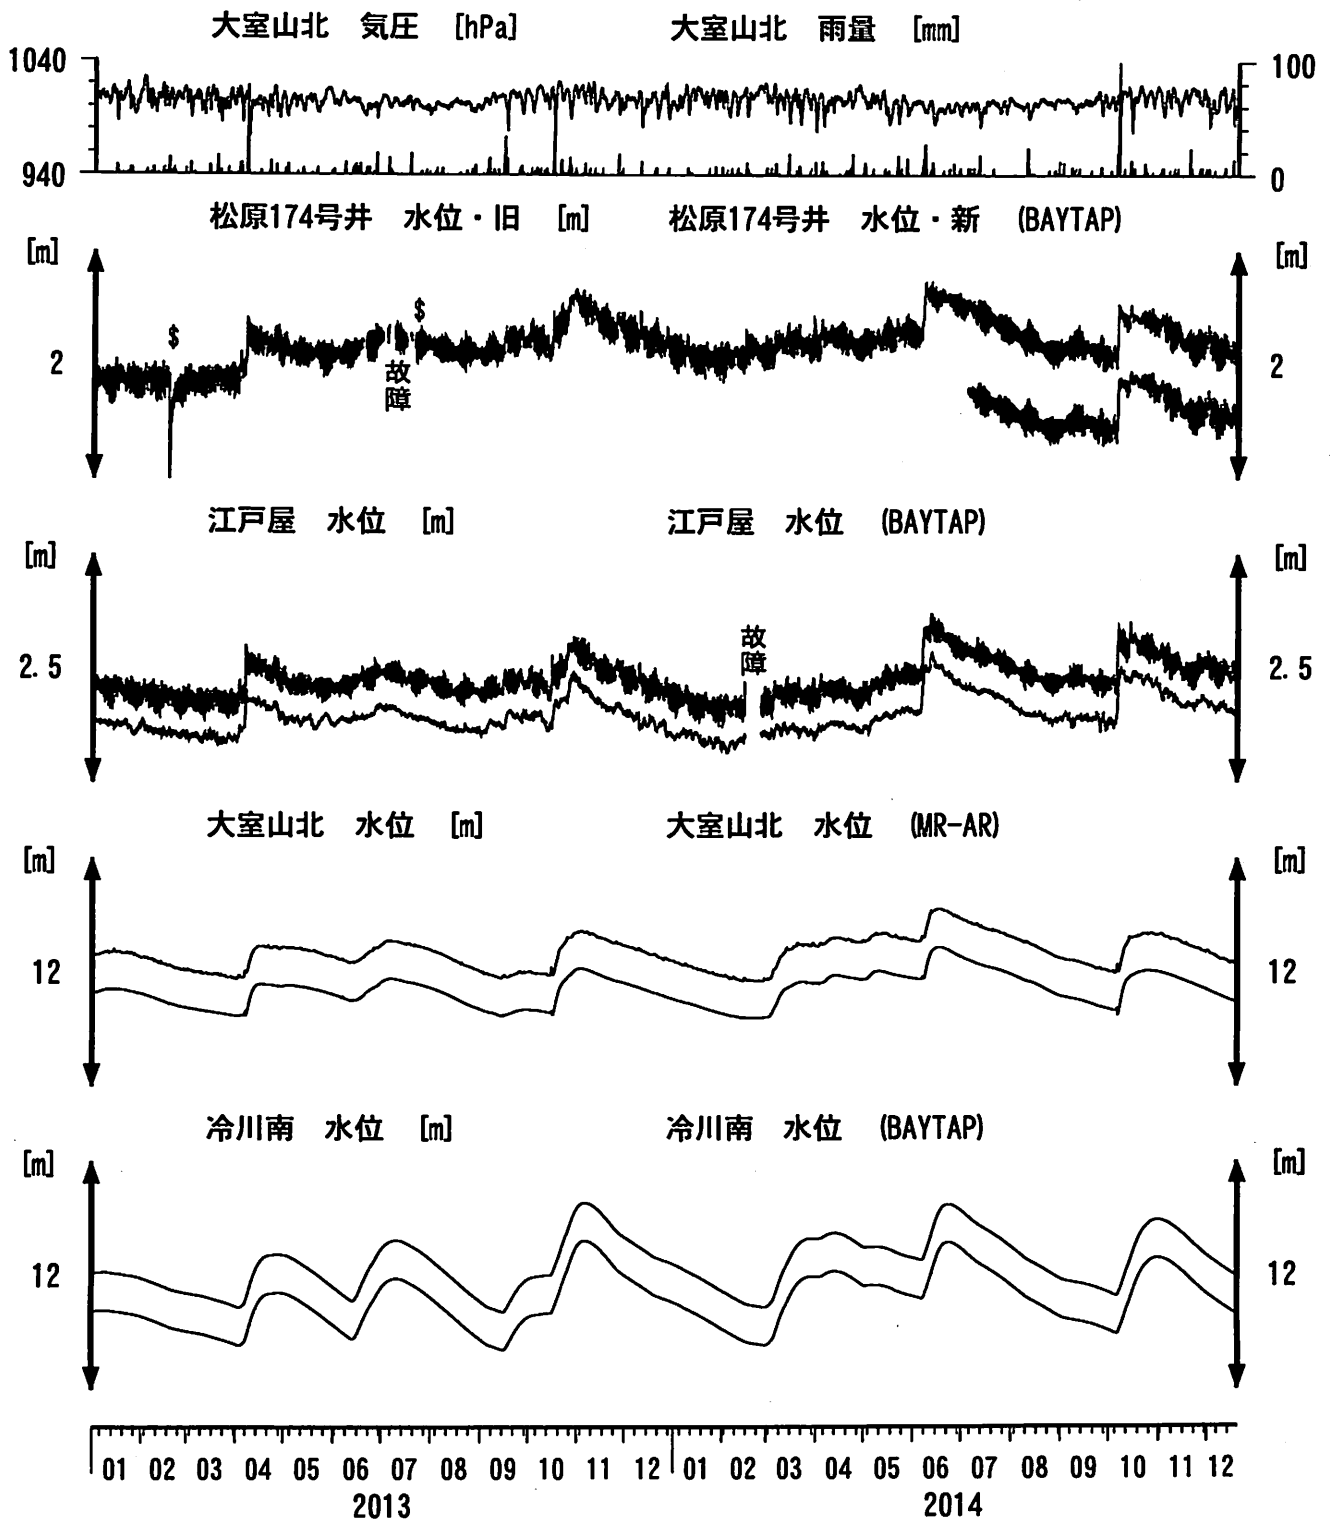 大室山北 気圧 [hPa] 大室山北 雨量 [mm]
1040 100
940 0
松原174号井 水位・旧 [m] 松原174号井 水位・新 (BAYTAP)
[m] [m]
$
$
2 2
故障
江戸屋 水位 [m] 江戸屋 水位 (BAYTAP)
[m] [m]
故障
2.5 2.5
大室山北 水位 [m] 大室山北 水位 (MR-AR)
[m] [m]
12 12
冷川南 水位 [m] 冷川南 水位 (BAYTAP)
[m] [m]
12 12
01 02 03 04 05 06 07 08 09 10 11 12 01 02 03 04 05 06 07 08 09 10 11 12
2013 2014